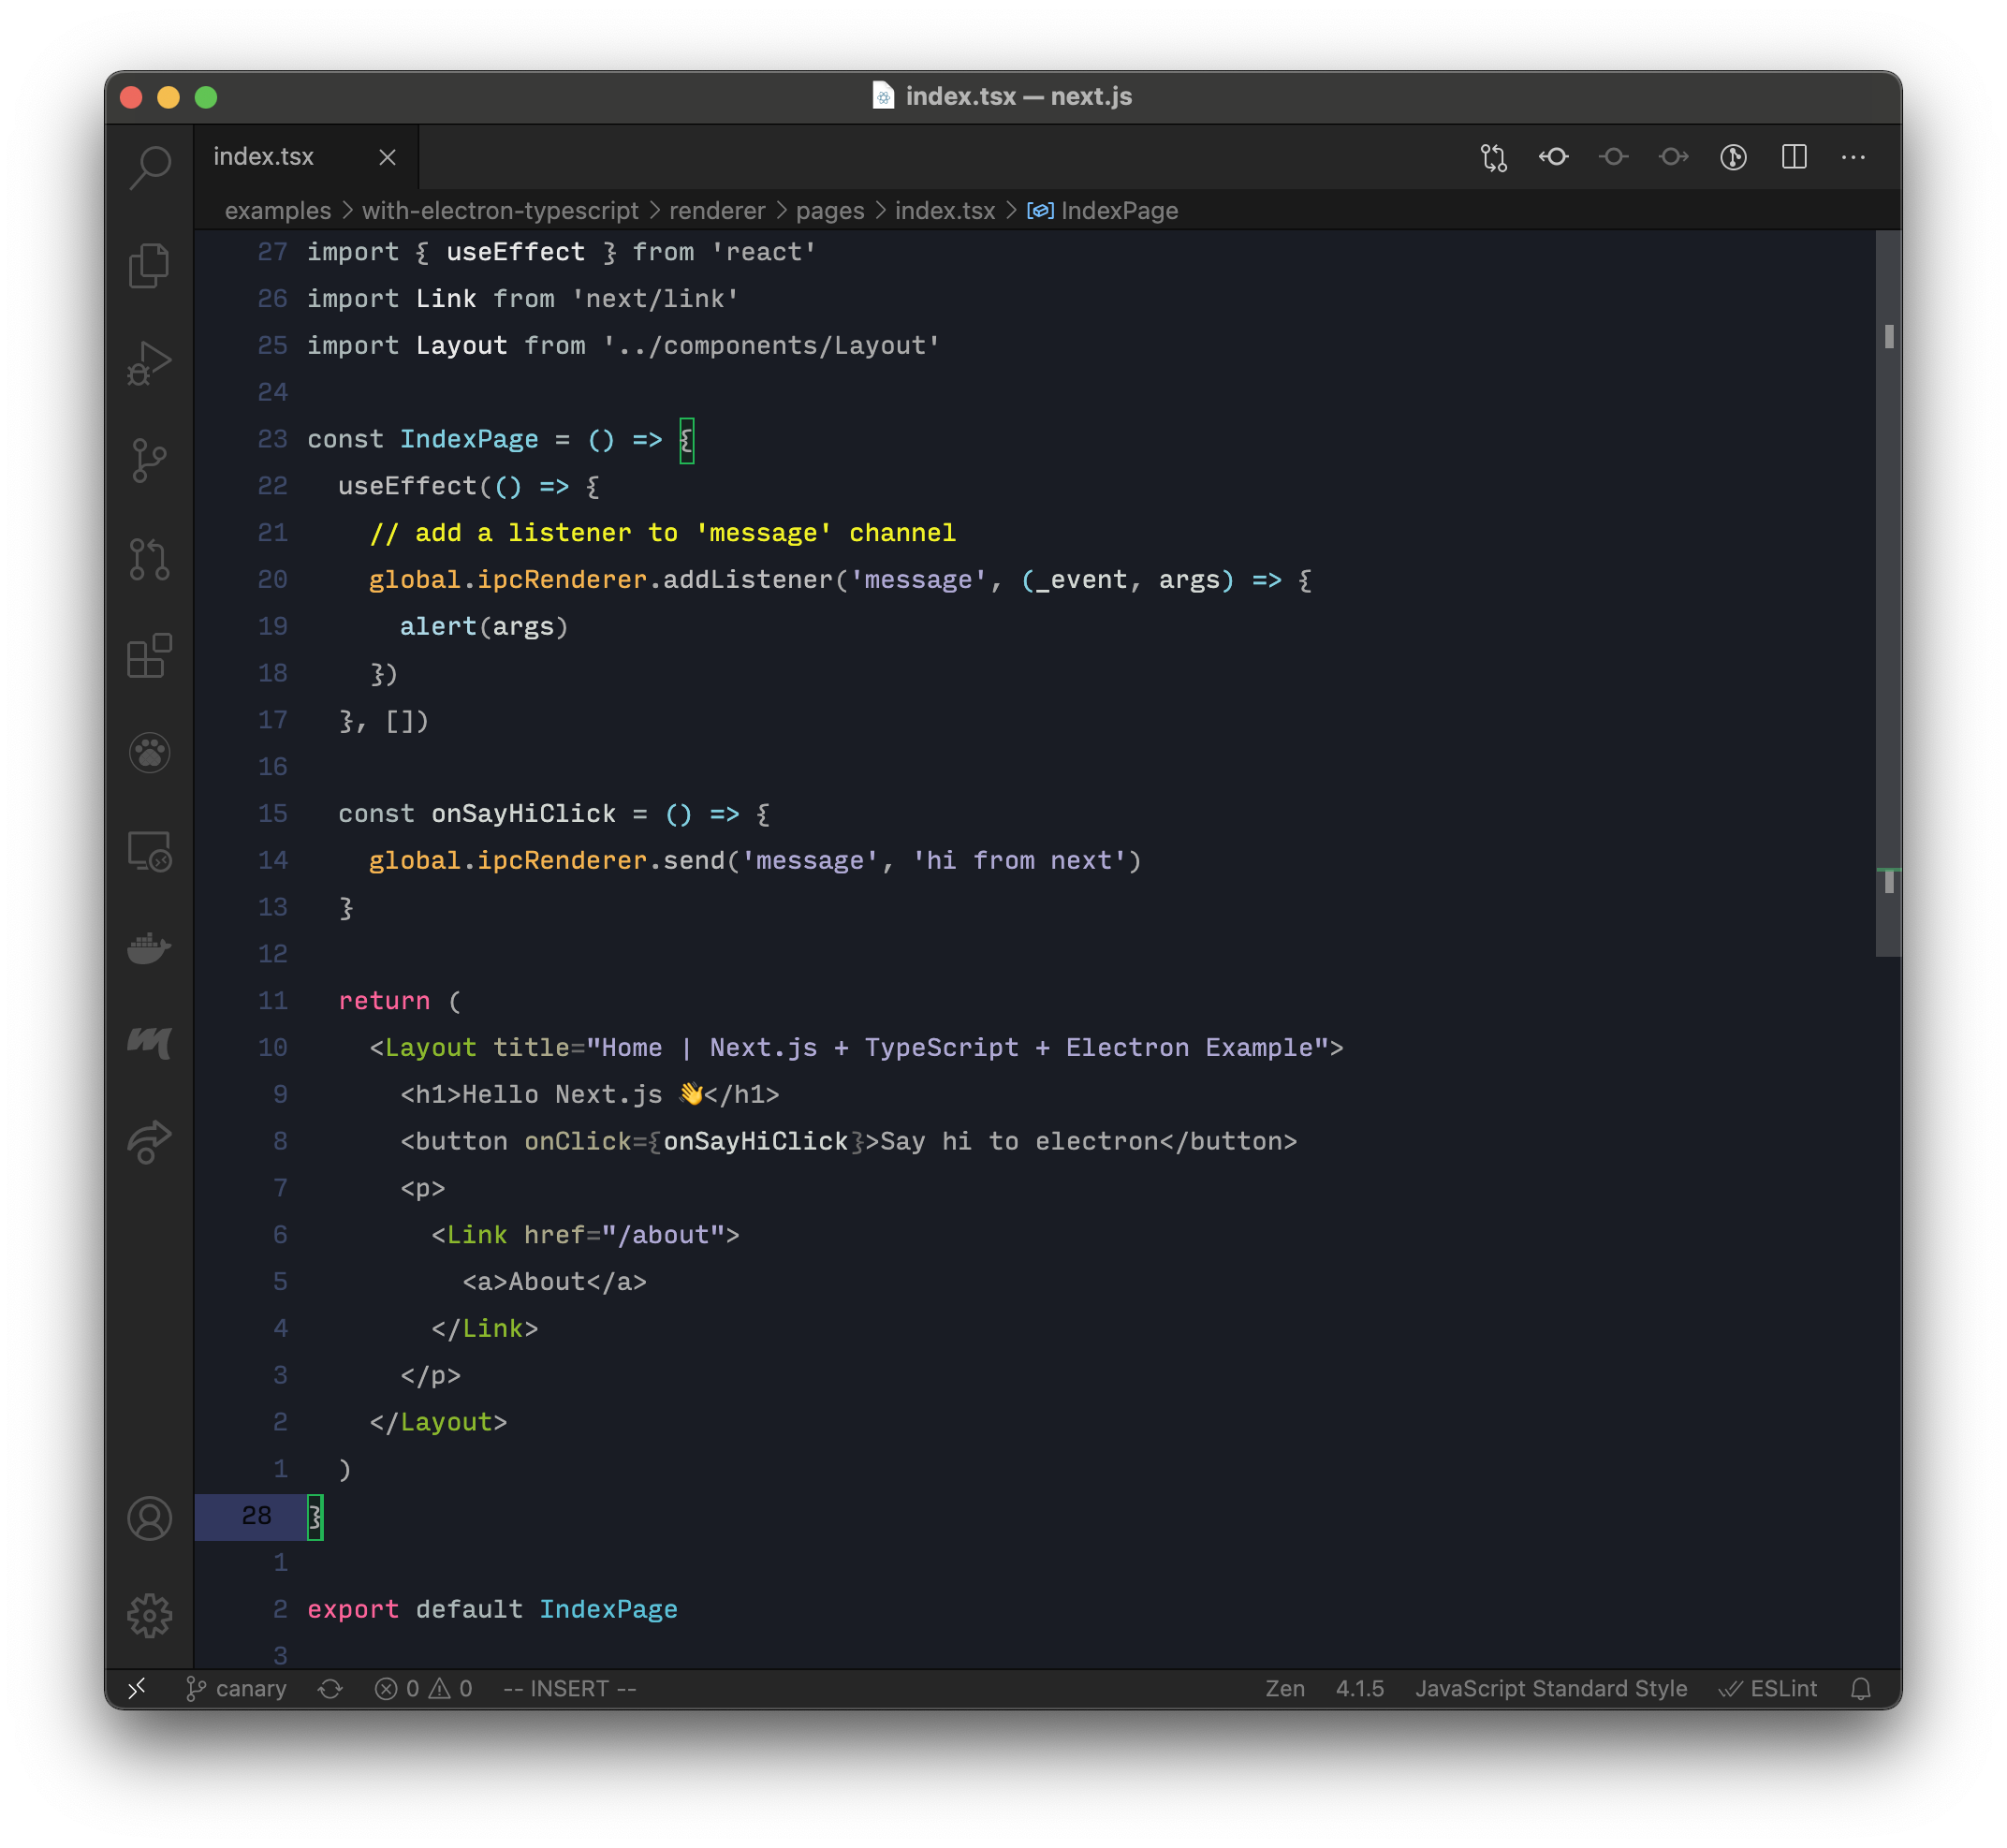 index.tsx — next.js
index.tsx
examples > with-electron-typescript > renderer > pages > index.tsx > IndexPage
27 import { useEffect } from 'react'
26 import Link from 'next/link'
25 import Layout from '../components/Layout'
24
23 const IndexPage = () => {
22   useEffect(() => {
21     // add a listener to 'message' channel
20     global.ipcRenderer.addListener('message', (_event, args) => {
19       alert(args)
18     })
17   }, [])
16
15   const onSayHiClick = () => {
14     global.ipcRenderer.send('message', 'hi from next')
13   }
12
11   return (
10     <Layout title="Home | Next.js + TypeScript + Electron Example">
9       <h1>Hello Next.js 👋</h1>
8       <button onClick={onSayHiClick}>Say hi to electron</button>
7       <p>
6         <Link href="/about">
5           <a>About</a>
4         </Link>
3       </p>
2     </Layout>
1   )
28 }
1
2 export default IndexPage
3
canary 0 0 -- INSERT -- Zen 4.1.5 JavaScript Standard Style ESLint